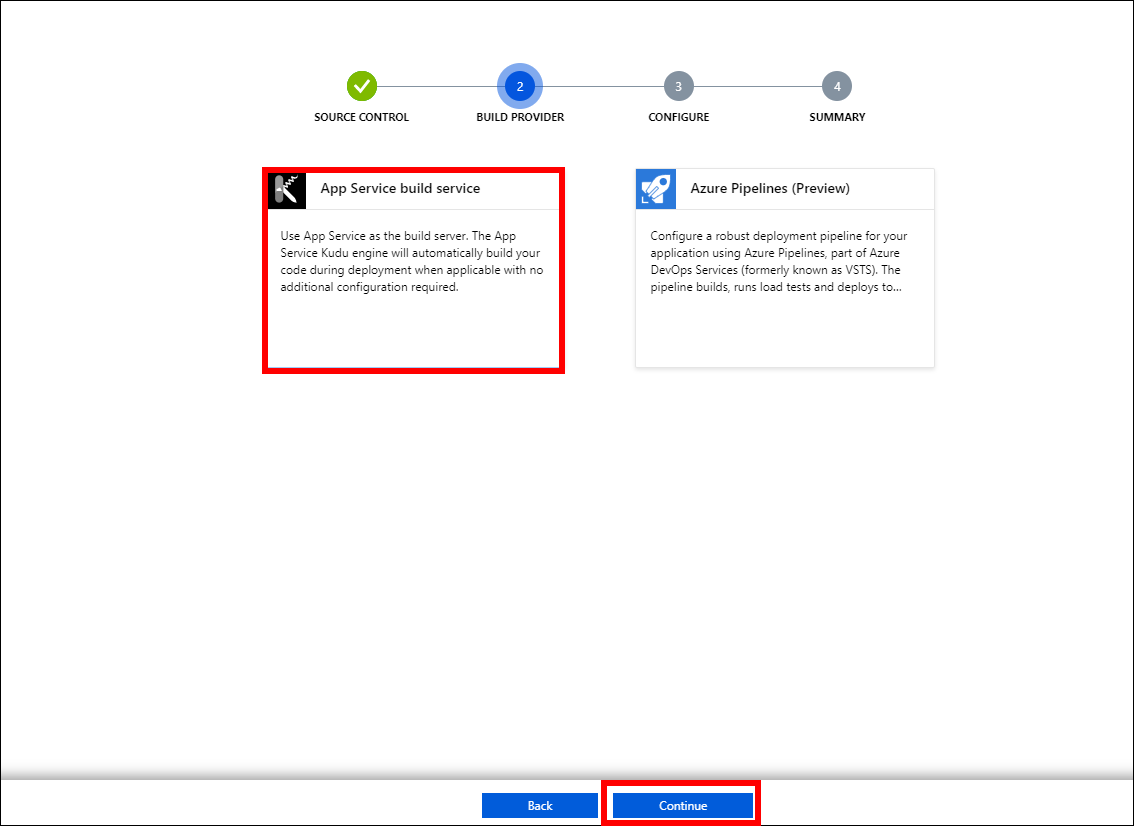 2
3
4
SOURCE CONTROL
BUILD PROVIDER
CONFIGURE
SUMMARY
App Service build service
Use App Service as the build server. The App
Service Kudu engine will automatically build your
code during deployment when applicable with no
additional configuration required.
Azure Pipelines (Preview)
Configure a robust deployment pipeline for your
application using Azure Pipelines, part of Azure
DevOps Services (formerly known as VSTS). The
pipeline builds, runs load tests and deploys to...
Back
Continue